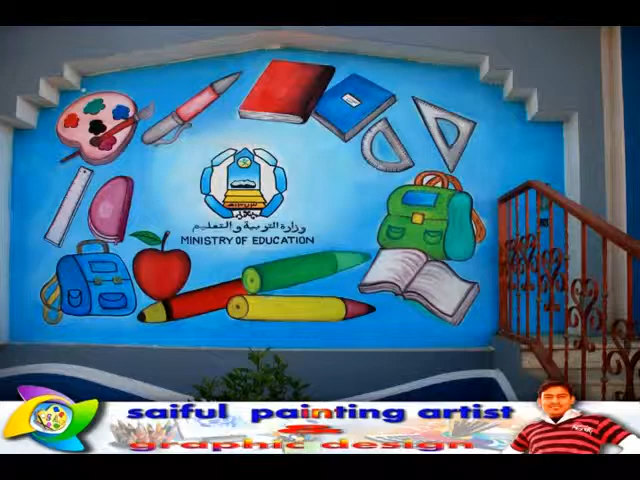 وزارة التربية والتعليم
MINISTRY OF EDUCATION
saiful painting artist
graphic design